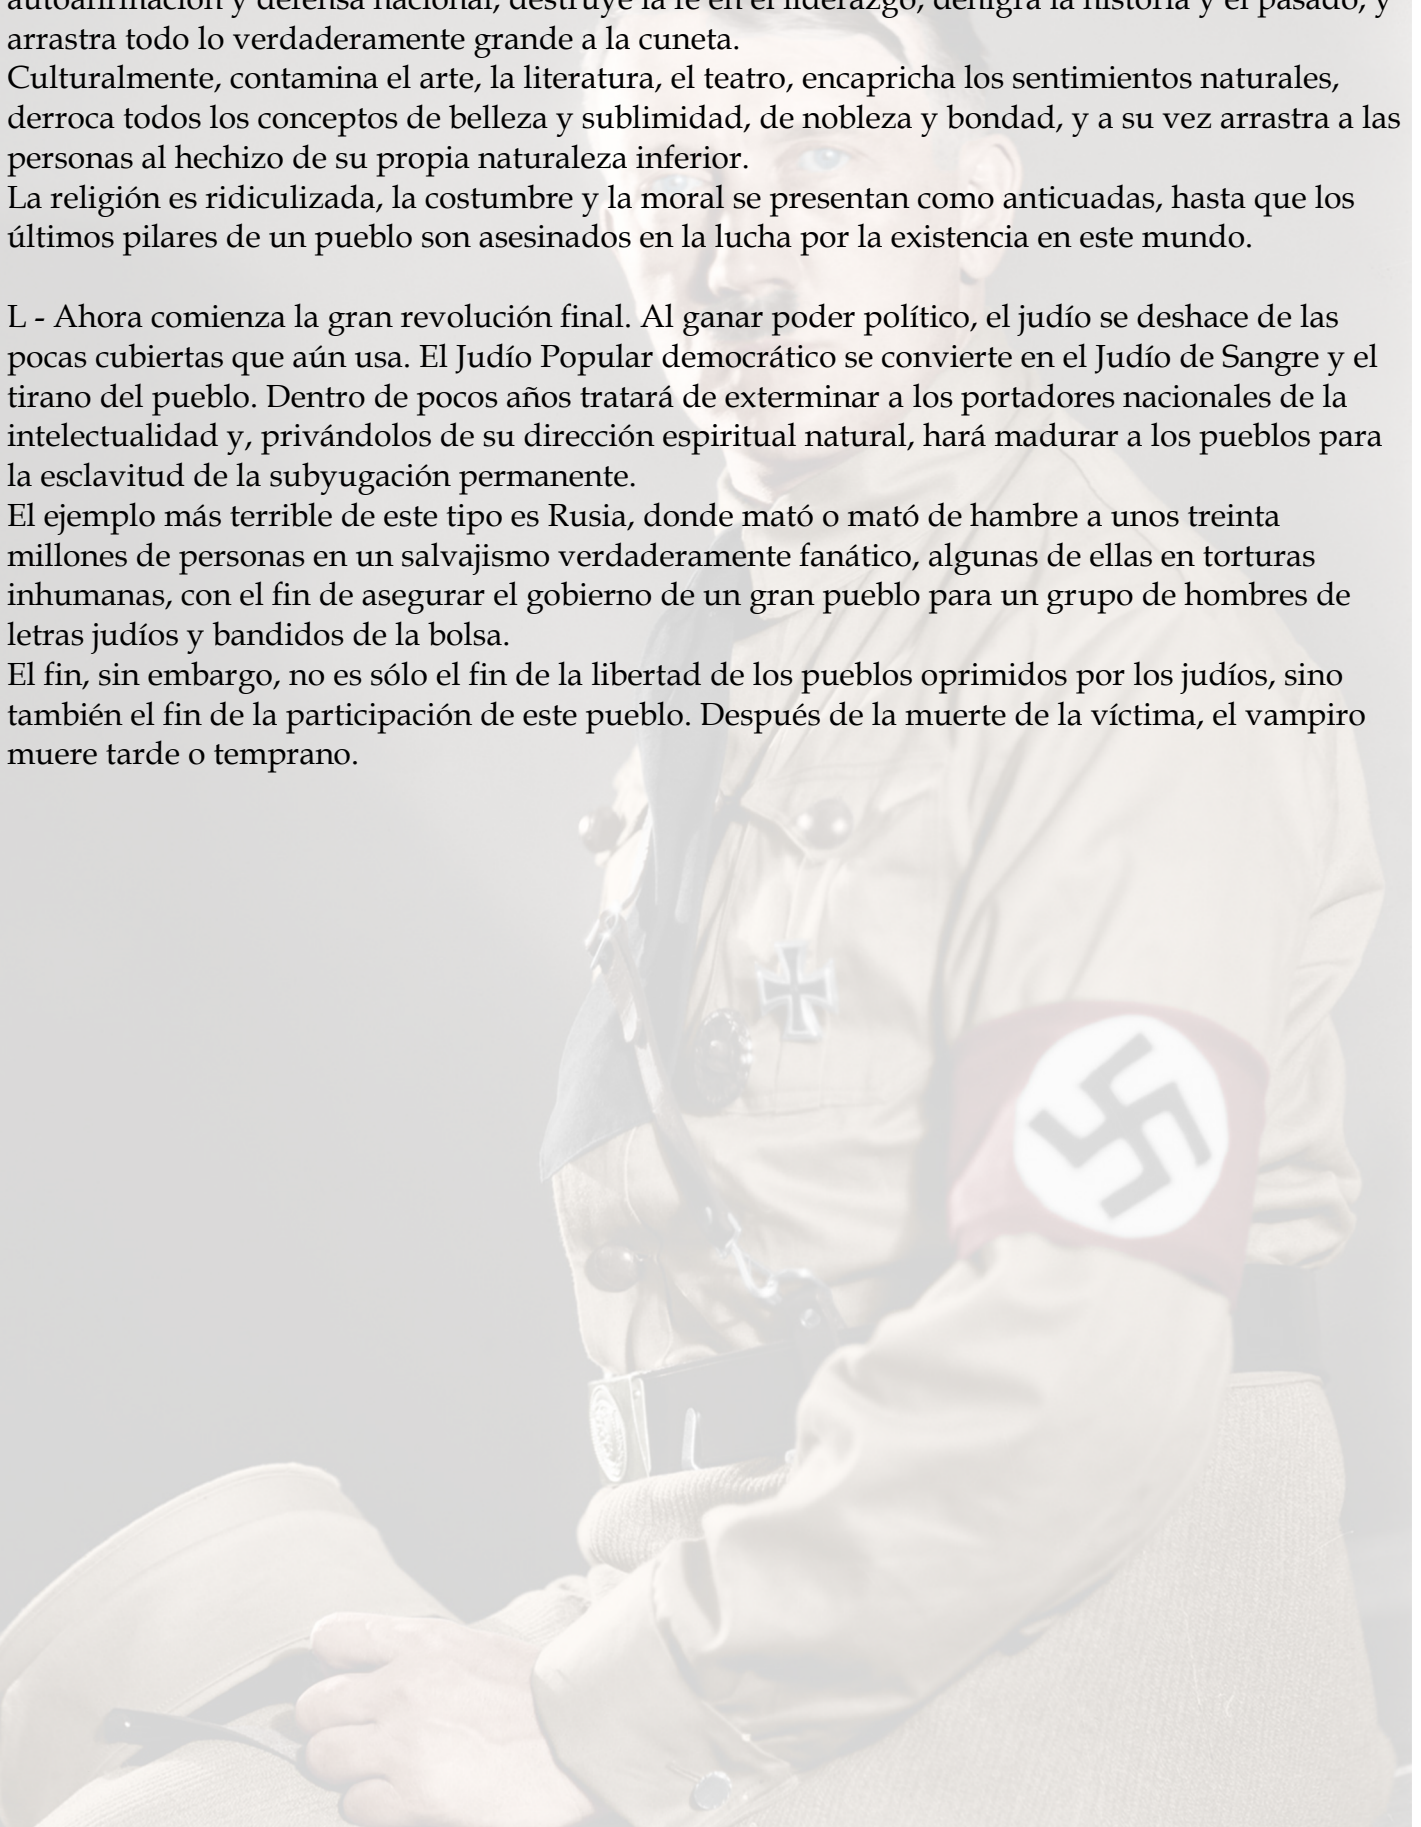 autoafirmación y defensa nacional, destruye la fe en el liderazgo, denigra la historia y el pasado, y
arrastra todo lo verdaderamente grande a la cuneta.
Culturalmente, contamina el arte, la literatura, el teatro, encapricha los sentimientos naturales,
derroca todos los conceptos de belleza y sublimidad, de nobleza y bondad, y a su vez arrastra a las
personas al hechizo de su propia naturaleza inferior.
La religión es ridiculizada, la costumbre y la moral se presentan como anticuadas, hasta que los
últimos pilares de un pueblo son asesinados en la lucha por la existencia en este mundo.
L - Ahora comienza la gran revolución final. Al ganar poder político, el judío se deshace de las
pocas cubiertas que aún usa. El Judío Popular democrático se convierte en el Judío de Sangre y el
tirano del pueblo. Dentro de pocos años tratará de exterminar a los portadores nacionales de la
intelectualidad y, privándolos de su dirección espiritual natural, hará madurar a los pueblos para
la esclavitud de la subyugación permanente.
El ejemplo más terrible de este tipo es Rusia, donde mató o mató de hambre a unos treinta
millones de personas en un salvajismo verdaderamente fanático, algunas de ellas en torturas
inhumanas, con el fin de asegurar el gobierno de un gran pueblo para un grupo de hombres de
letras judíos y bandidos de la bolsa.
El fin, sin embargo, no es sólo el fin de la libertad de los pueblos oprimidos por los judíos, sino
también el fin de la participación de este pueblo. Después de la muerte de la víctima, el vampiro
muere tarde o temprano.